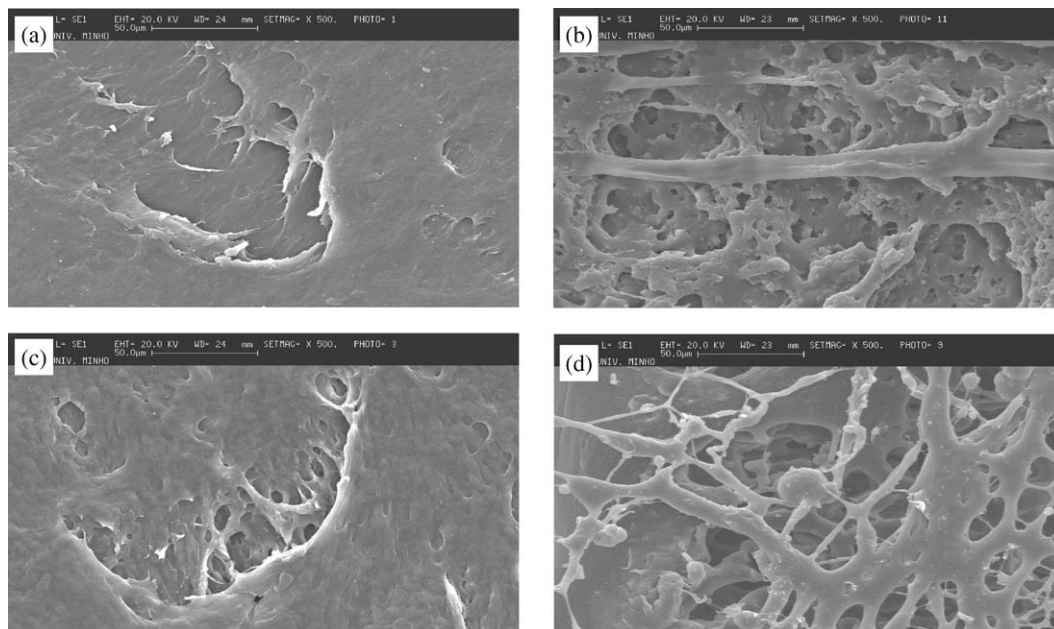 (a)
L= SE1 EHT= 20.0 KV WD= 24 mm SETMAG= X 500. PHOTO= 1
50.0µm
UNIV. MINHO
(b)
L= SE1 EHT= 20.0 KV WD= 23 mm SETMAG= X 500. PHOTO= 11
50.0µm
UNIV. MINHO
(c)
L= SE1 EHT= 20.0 KV WD= 24 mm SETMAG= X 500. PHOTO= 3
50.0µm
UNIV. MINHO
(d)
L= SE1 EHT= 20.0 KV WD= 23 mm SETMAG= X 500. PHOTO= 9
50.0µm
UNIV. MINHO